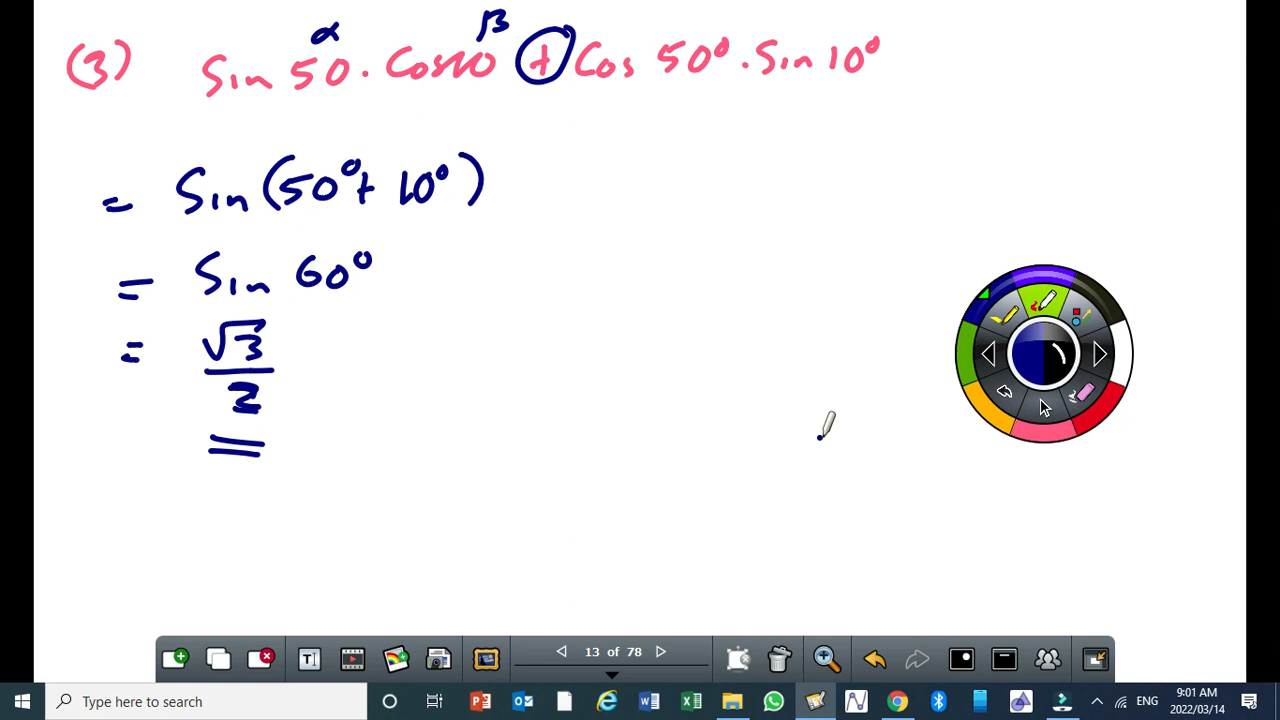 α β
(3) Sin 50 · Cos10 + Cos 50° · Sin 10°
= Sin (50° + 10°)
= Sin 60°
= √3
2
13 of 78
Type here to search
ENG
9:01 AM
2022/03/14